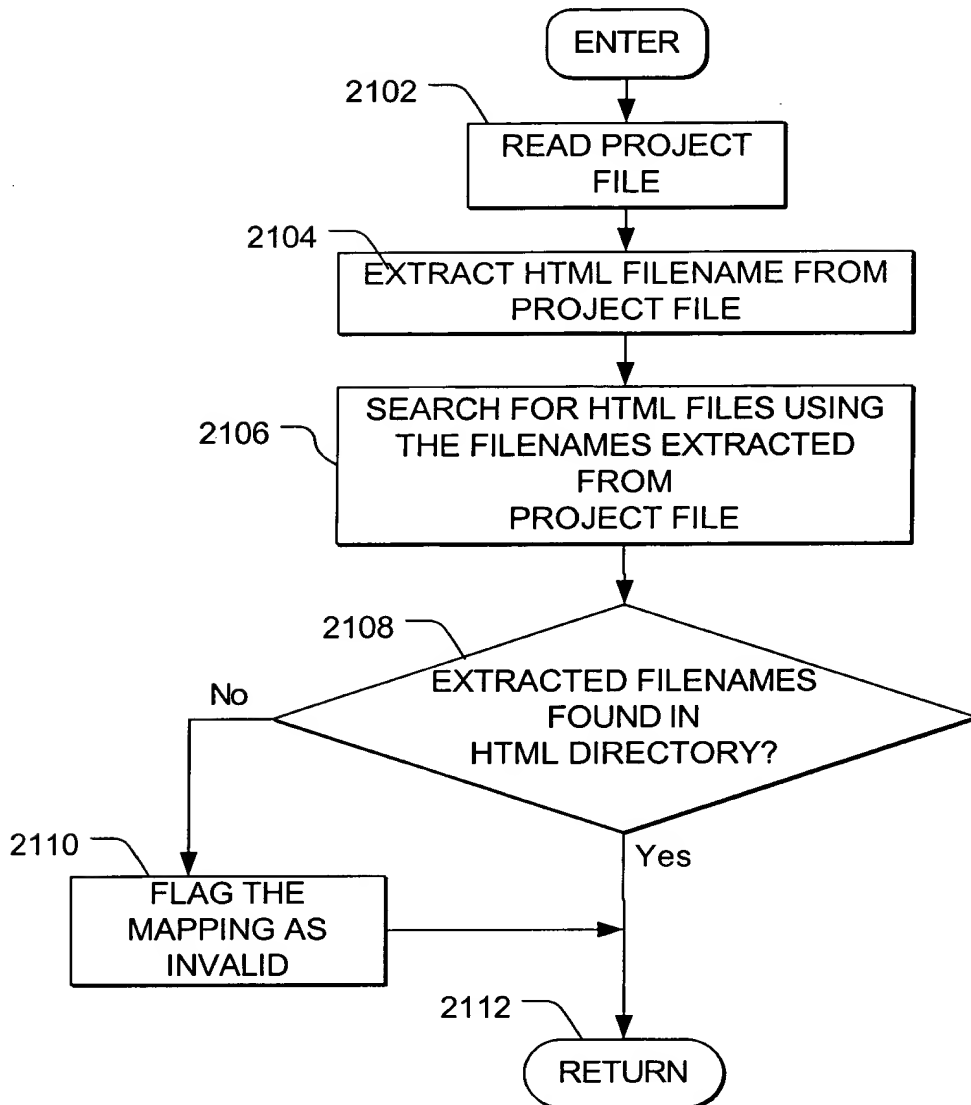 ENTER
2102
READ PROJECT
FILE
2104
EXTRACT HTML FILENAME FROM
PROJECT FILE
2106
SEARCH FOR HTML FILES USING
THE FILENAMES EXTRACTED
FROM
PROJECT FILE
2108
EXTRACTED FILENAMES
FOUND IN
HTML DIRECTORY?
No
Yes
2110
FLAG THE
MAPPING AS
INVALID
2112
RETURN